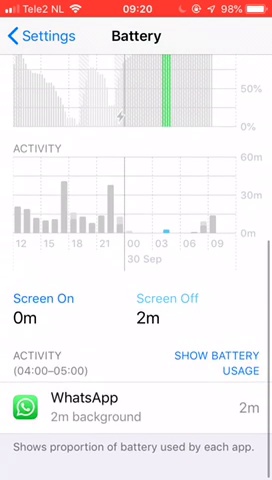 Tele2 NL 09:20 98%
Settings Battery
50%
0%
ACTIVITY
60m
30m
0m
12 15 18 21 00 03 06 09
30 Sep
Screen On Screen Off
0m 2m
ACTIVITY (04:00–05:00) SHOW BATTERY USAGE
WhatsApp
2m background 2m
Shows proportion of battery used by each app.